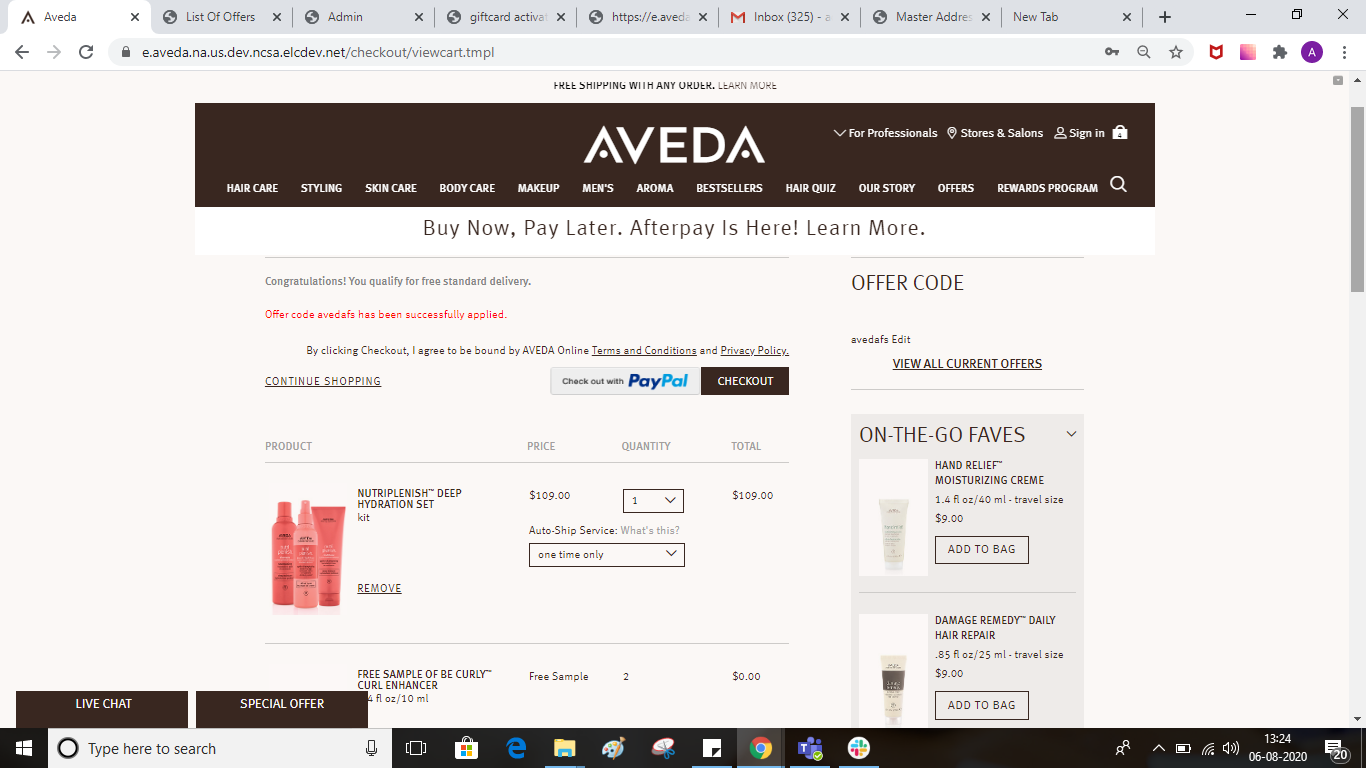 Aveda
List Of Offers
Admin
giftcard activat
https://e.aveda
Inbox (325) - a
Master Addres
New Tab
e.aveda.na.us.dev.ncsa.elcdev.net/checkout/viewcart.tmpl
A
FREE SHIPPING WITH ANY ORDER. LEARN MORE
AVEDA
For Professionals
Stores & Salons
Sign in
4
HAIR CARE
STYLING
SKIN CARE
BODY CARE
MAKEUP
MEN'S
AROMA
BESTSELLERS
HAIR QUIZ
OUR STORY
OFFERS
REWARDS PROGRAM
Buy Now, Pay Later. Afterpay Is Here! Learn More.
Congratulations! You qualify for free standard delivery.
Offer code avedafs has been successfully applied.
By clicking Checkout, I agree to be bound by AVEDA Online Terms and Conditions and Privacy Policy.
CONTINUE SHOPPING
Check out with PayPal
CHECKOUT
PRODUCT
PRICE
QUANTITY
TOTAL
NUTRIPLENISH™ DEEP
HYDRATION SET
kit
$109.00
1
$109.00
Auto-Ship Service: What's this?
one time only
REMOVE
FREE SAMPLE OF BE CURLY™
CURL ENHANCER
4 fl oz/10 ml
Free Sample
2
$0.00
OFFER CODE
avedafs Edit
VIEW ALL CURRENT OFFERS
ON-THE-GO FAVES
HAND RELIEF™
MOISTURIZING CREME
1.4 fl oz/40 ml - travel size
$9.00
ADD TO BAG
DAMAGE REMEDY™ DAILY
HAIR REPAIR
.85 fl oz/25 ml - travel size
$9.00
ADD TO BAG
LIVE CHAT
SPECIAL OFFER
Type here to search
13:24
06-08-2020
20